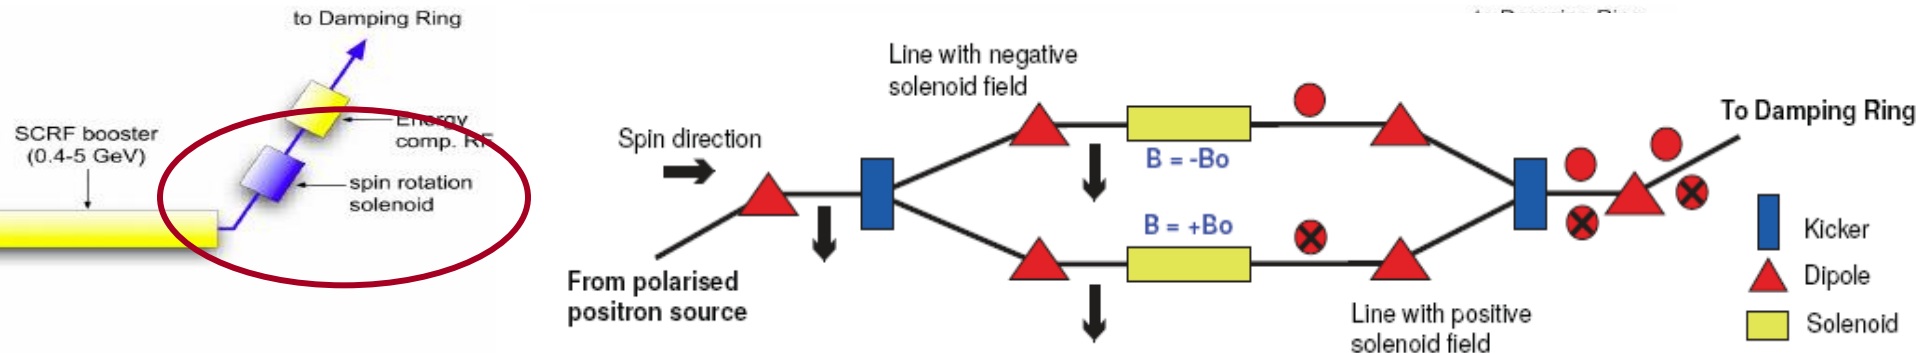 to Damping Ring
SCRF booster
(0.4-5 GeV)
Energy
comp. RF
spin rotation
solenoid
Line with negative
solenoid field
Spin direction
B = -Bo
B = +Bo
From polarised
positron source
Line with positive
solenoid field
To Damping Ring
Kicker
Dipole
Solenoid